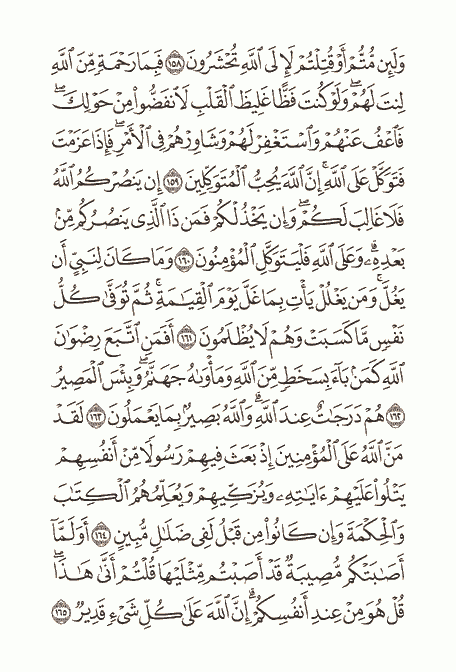 وَلَئِن مُّتُّمْ أَوْ قُتِلْتُمْ لَإِلَى ٱللَّهِ تُحْشَرُونَ ١٥٨ فَبِمَا رَحْمَةٍ مِّنَ ٱللَّهِ
لِنتَ لَهُمْ ۖ وَلَوْ كُنتَ فَظًّا غَلِيظَ ٱلْقَلْبِ لَٱنفَضُّوا۟ مِنْ حَوْلِكَ ۖ
فَٱعْفُ عَنْهُمْ وَٱسْتَغْفِرْ لَهُمْ وَشَاوِرْهُمْ فِى ٱلْأَمْرِ ۖ فَإِذَا عَزَمْتَ
فَتَوَكَّلْ عَلَى ٱللَّهِ ۚ إِنَّ ٱللَّهَ يُحِبُّ ٱلْمُتَوَكِّلِينَ ١٥٩ إِن يَنصُرْكُمُ ٱللَّهُ
فَلَا غَالِبَ لَكُمْ ۖ وَإِن يَخْذُلْكُمْ فَمَن ذَا ٱلَّذِى يَنصُرُكُم مِّنۢ
بَعْدِهِۦ ۗ وَعَلَى ٱللَّهِ فَلْيَتَوَكَّلِ ٱلْمُؤْمِنُونَ ١٦٠ وَمَا كَانَ لِنَبِىٍّ أَن
يَغُلَّ ۚ وَمَن يَغْلُلْ يَأْتِ بِمَا غَلَّ يَوْمَ ٱلْقِيَـٰمَةِ ۚ ثُمَّ تُوَفَّىٰ كُلُّ
نَفْسٍ مَّا كَسَبَتْ وَهُمْ لَا يُظْلَمُونَ ١٦١ أَفَمَنِ ٱتَّبَعَ رِضْوَٰنَ
ٱللَّهِ كَمَنۢ بَآءَ بِسَخَطٍ مِّنَ ٱللَّهِ وَمَأْوَىٰهُ جَهَنَّمُ ۚ وَبِئْسَ ٱلْمَصِيرُ
١٦٢ هُمْ دَرَجَـٰتٌ عِندَ ٱللَّهِ ۗ وَٱللَّهُ بَصِيرٌۢ بِمَا يَعْمَلُونَ ١٦٣ لَقَدْ
مَنَّ ٱللَّهُ عَلَى ٱلْمُؤْمِنِينَ إِذْ بَعَثَ فِيهِمْ رَسُولًا مِّنْ أَنفُسِهِمْ
يَتْلُوا۟ عَلَيْهِمْ ءَايَـٰتِهِۦ وَيُزَكِّيهِمْ وَيُعَلِّمُهُمُ ٱلْكِتَـٰبَ
وَٱلْحِكْمَةَ وَإِن كَانُوا۟ مِن قَبْلُ لَفِى ضَلَـٰلٍ مُّبِينٍ ١٦٤ أَوَلَمَّآ
أَصَـٰبَتْكُم مُّصِيبَةٌ قَدْ أَصَبْتُم مِّثْلَيْهَا قُلْتُمْ أَنَّىٰ هَـٰذَا ۖ
قُلْ هُوَ مِنْ عِندِ أَنفُسِكُمْ ۗ إِنَّ ٱللَّهَ عَلَىٰ كُلِّ شَىْءٍ قَدِيرٌ ١٦٥